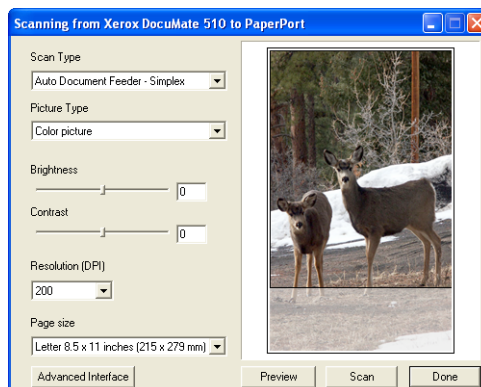 Scanning from Xerox DocuMate 510 to PaperPort
Scan Type
Auto Document Feeder - Simplex
Picture Type
Color picture
Brightness
0
Contrast
0
Resolution (DPI)
200
Page size
Letter 8.5 x 11 inches (215 x 279 mm)
Advanced Interface
Preview
Scan
Done